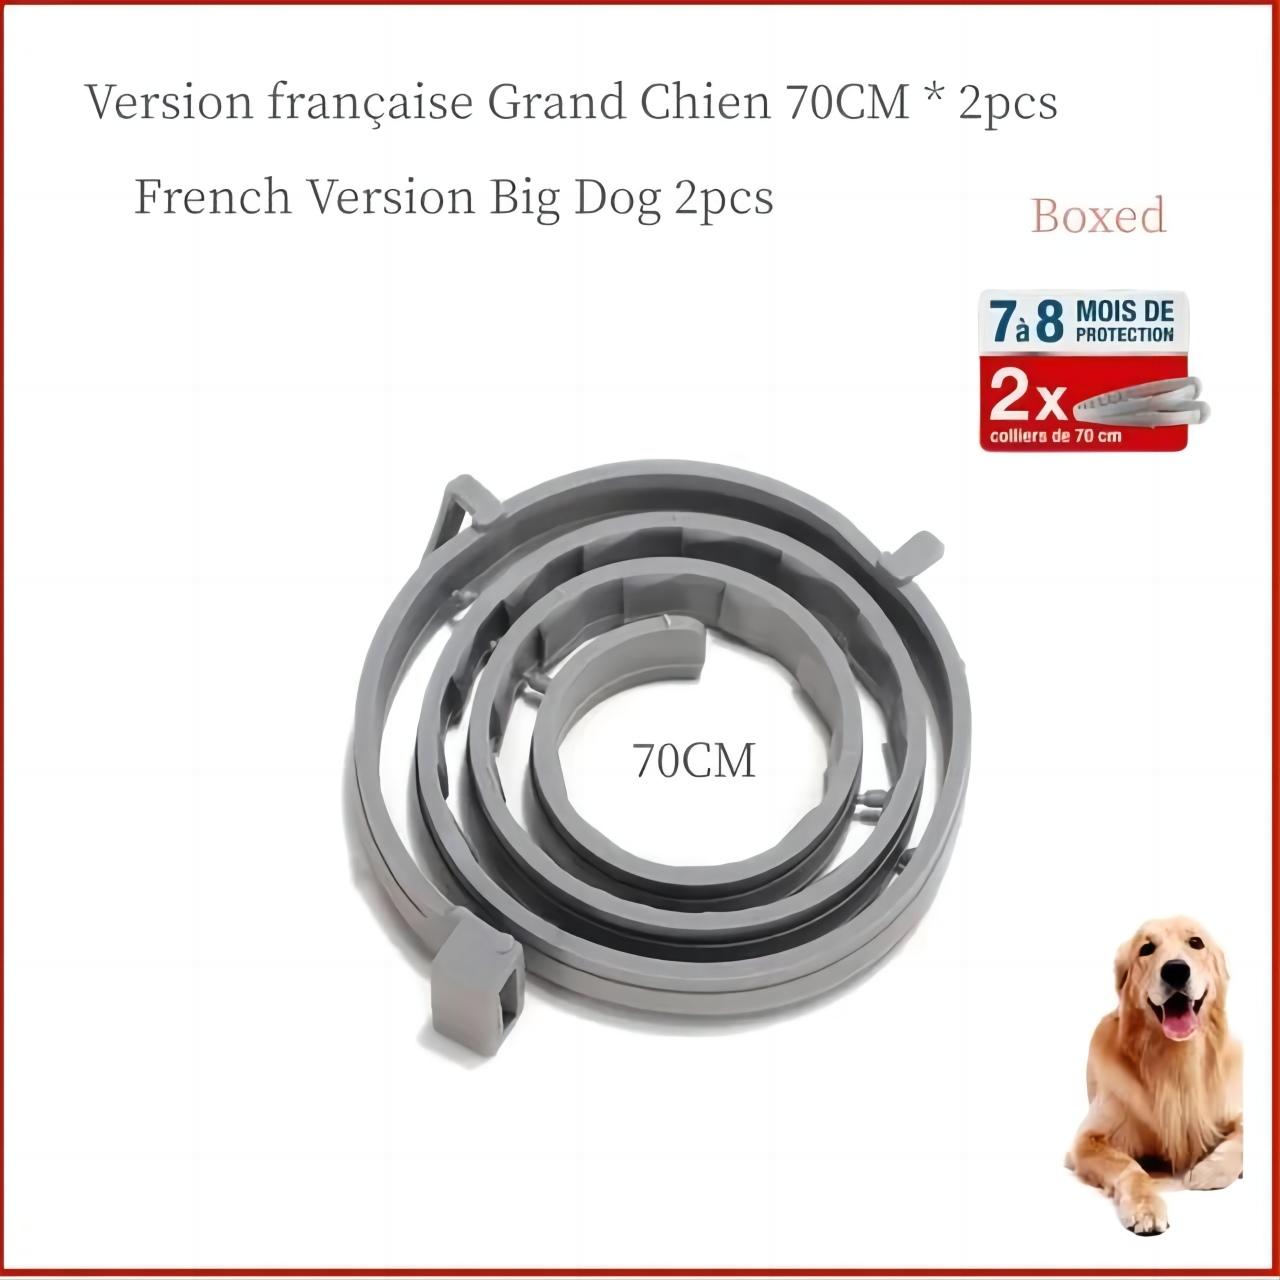 Version française Grand Chien 70CM * 2pcs
French Version Big Dog 2pcs
Boxed
7 à 8 MOIS DE
PROTECTION
2x
colliers de 70 cm
70CM